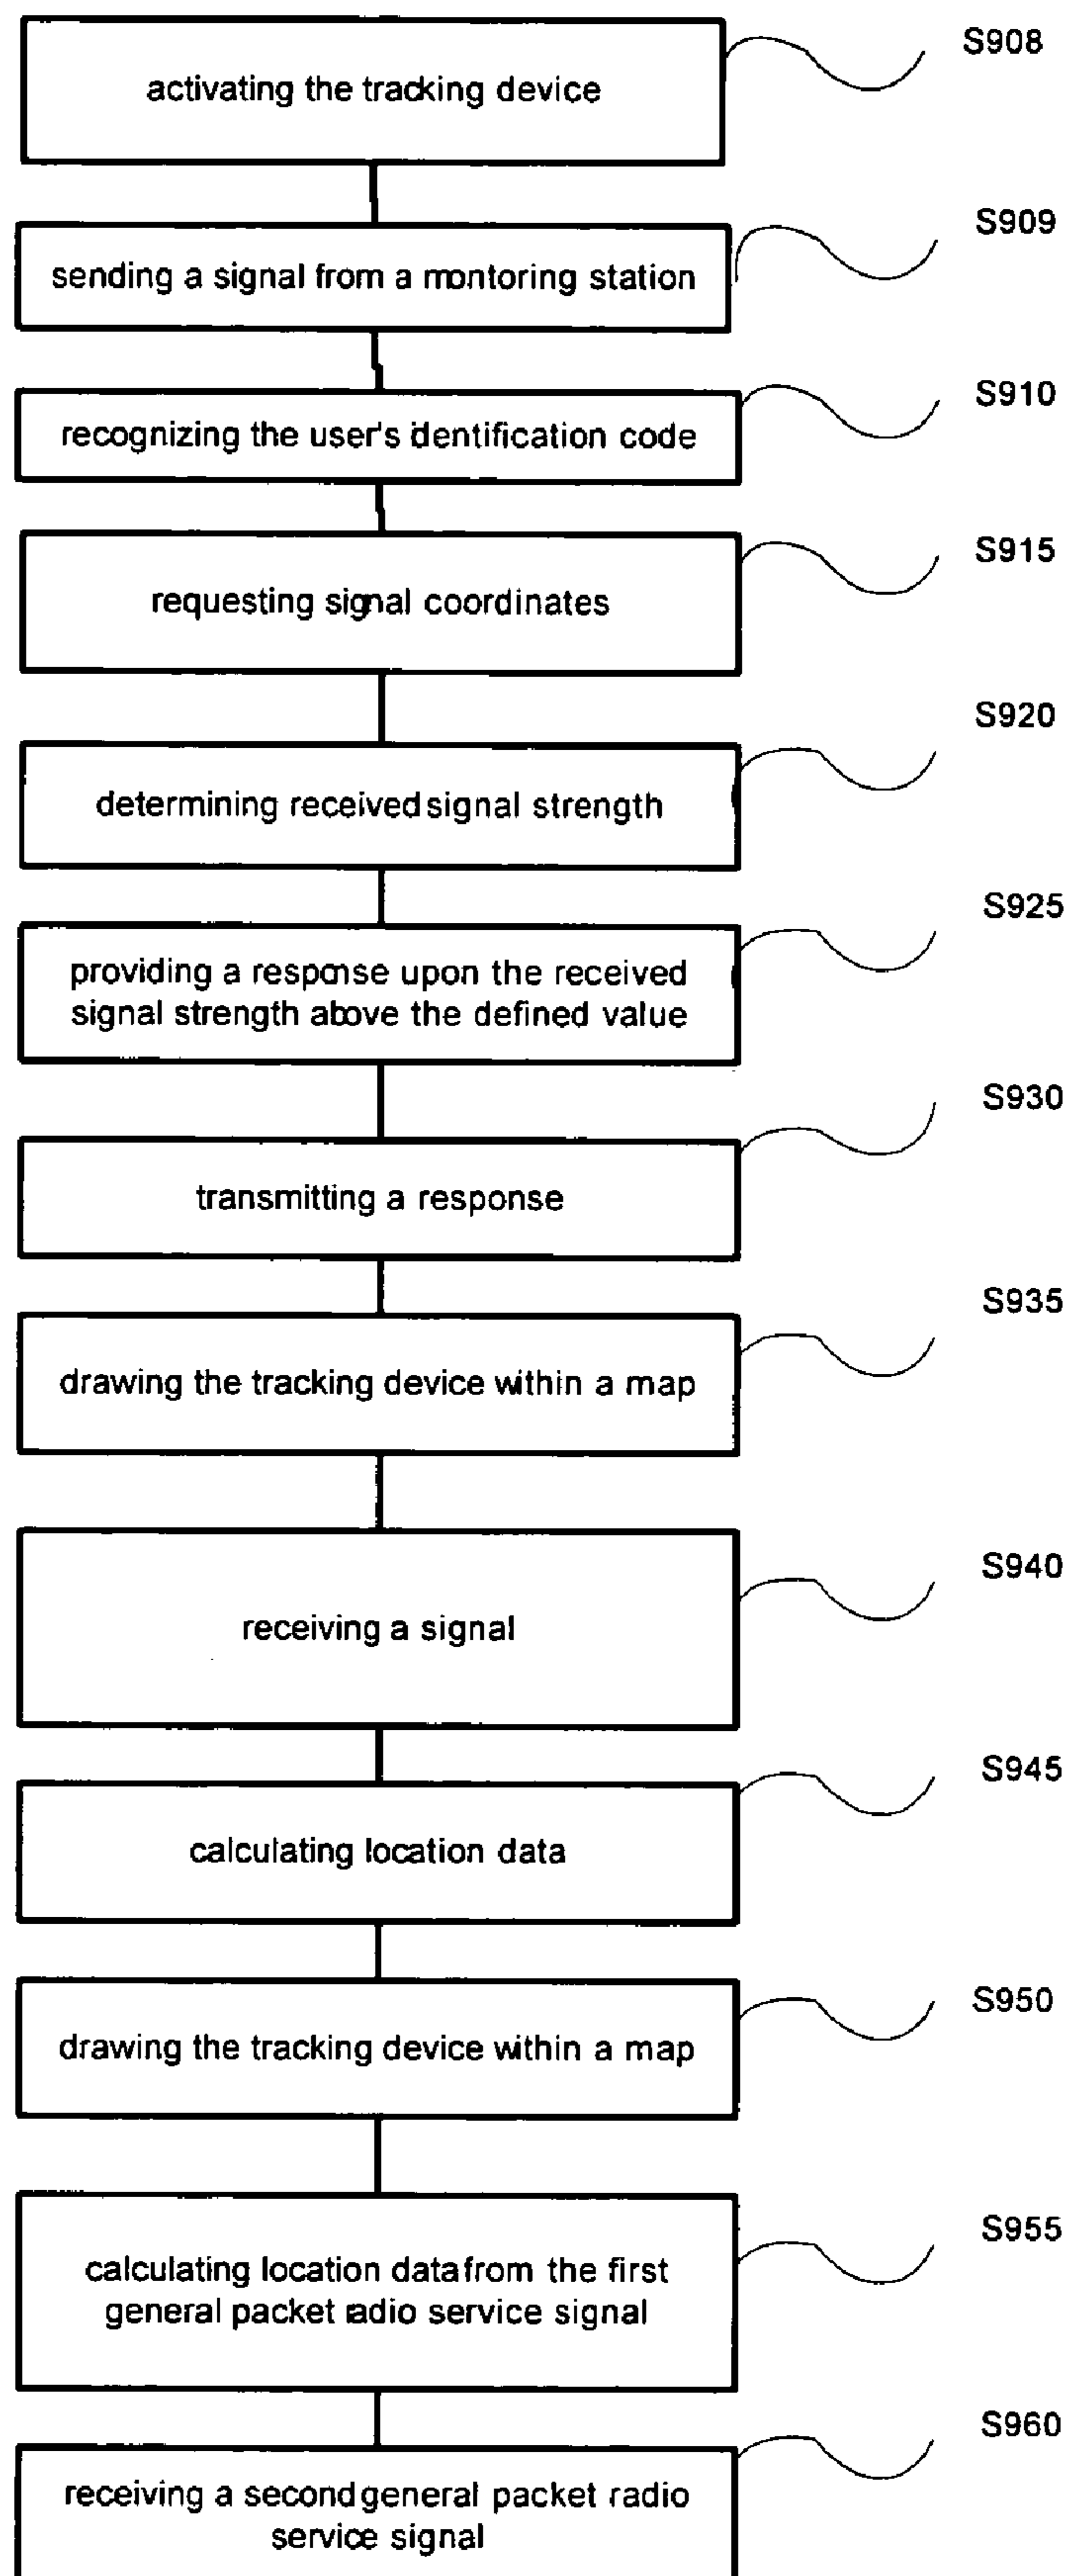 S908
activating the tracking device
S909
sending a signal from a montoring station
S910
recognizing the user's identification code
S915
requesting signal coordinates
S920
determining received signal strength
S925
providing a response upon the received
signal strength above the defined value
S930
transmitting a response
S935
drawing the tracking device within a map
S940
receiving a signal
S945
calculating location data
S950
drawing the tracking device within a map
S955
calculating location data from the first
general packet radio service signal
S960
receiving a second general packet radio
service signal